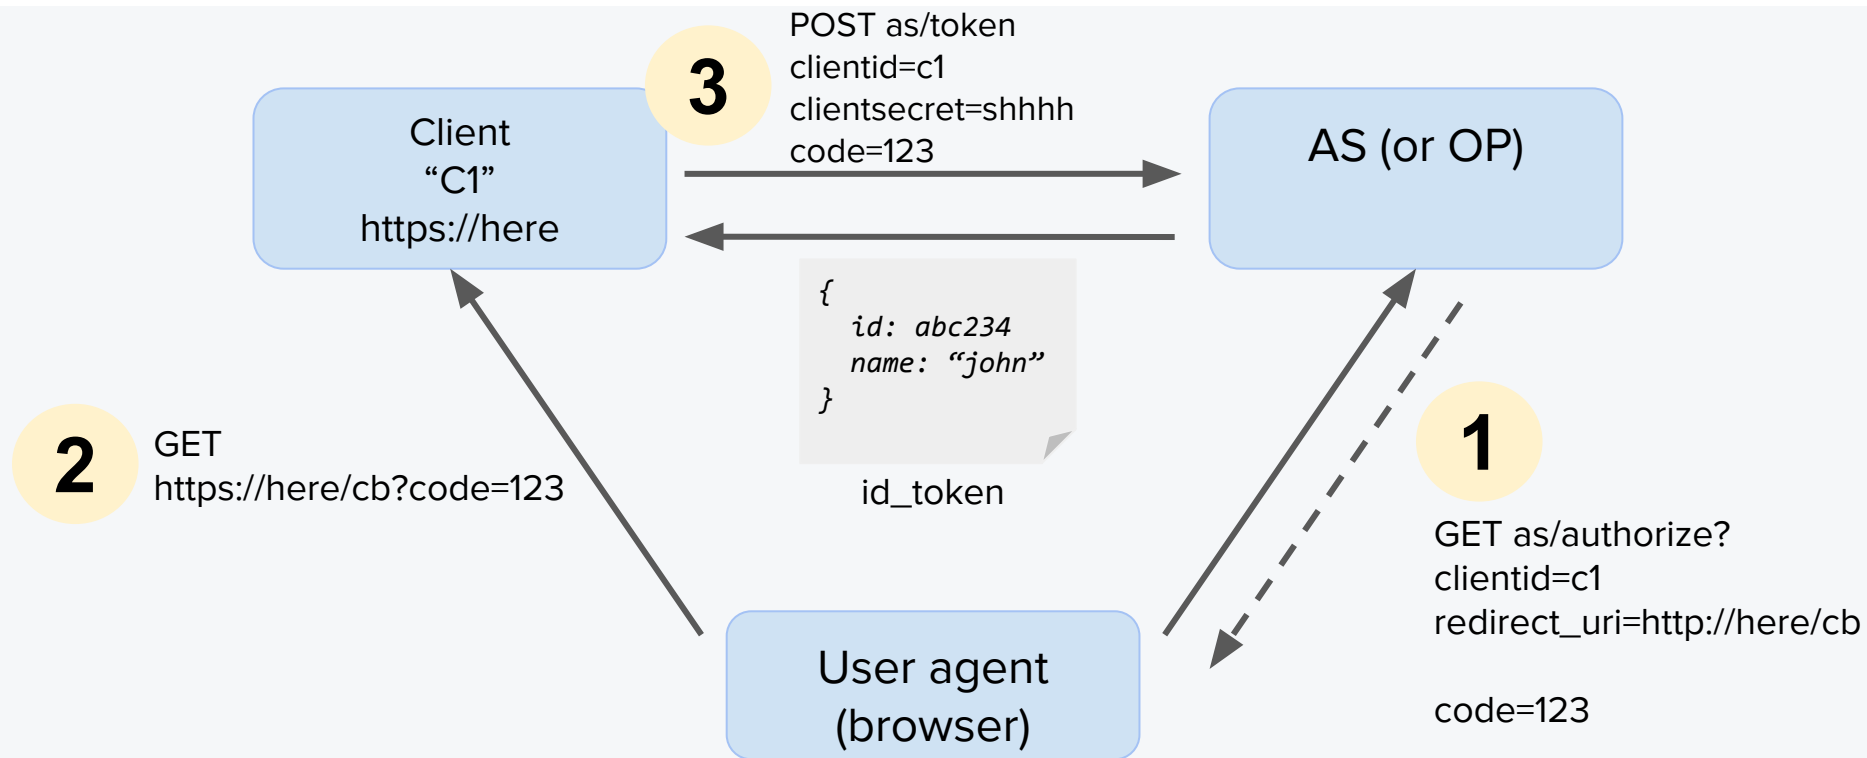 POST as/token
clientid=c1
clientsecret=shhhh
code=123
3
Client
“C1”
https://here
AS (or OP)
{
id: abc234
name: “john”
}
id_token
2
GET
https://here/cb?code=123
1
GET as/authorize?
clientid=c1
redirect_uri=http://here/cb
code=123
User agent
(browser)